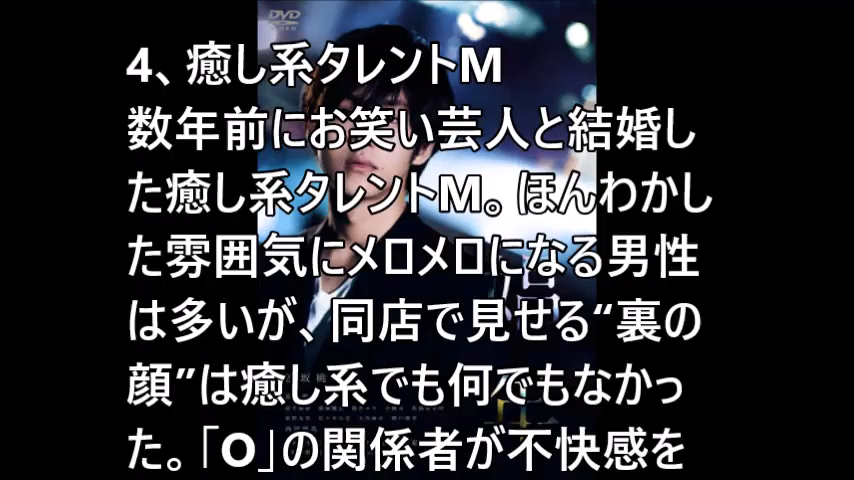 DVD
4、癒し系タレントM
数年前にお笑い芸人と結婚し
た癒し系タレントM。ほんわかし
た雰囲気にメロメロになる男性
は多いが、同店で見せる“裏の
顔”は癒し系でも何でもなかっ
た。「O」の関係者が不快感を